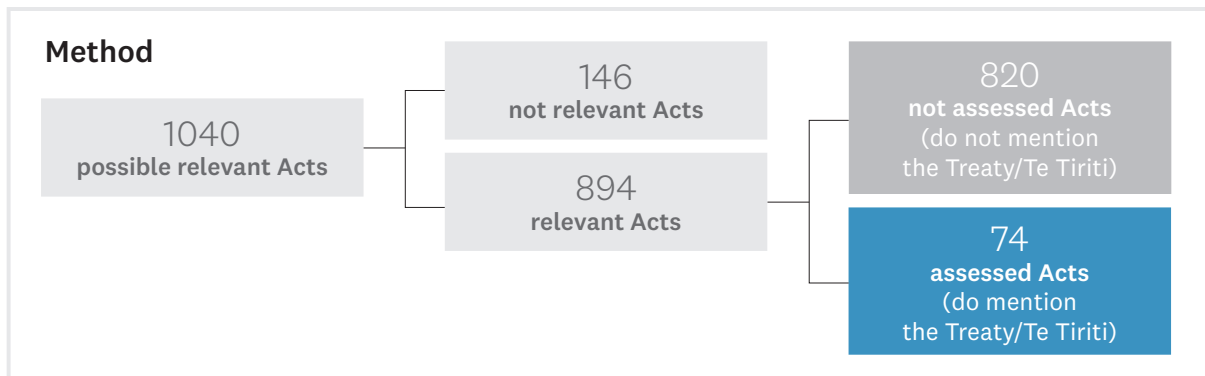 Method
1040
possible relevant Acts
146
not relevant Acts
894
relevant Acts
820
not assessed Acts
(do not mention
the Treaty/Te Tiriti)
74
assessed Acts
(do mention
the Treaty/Te Tiriti)